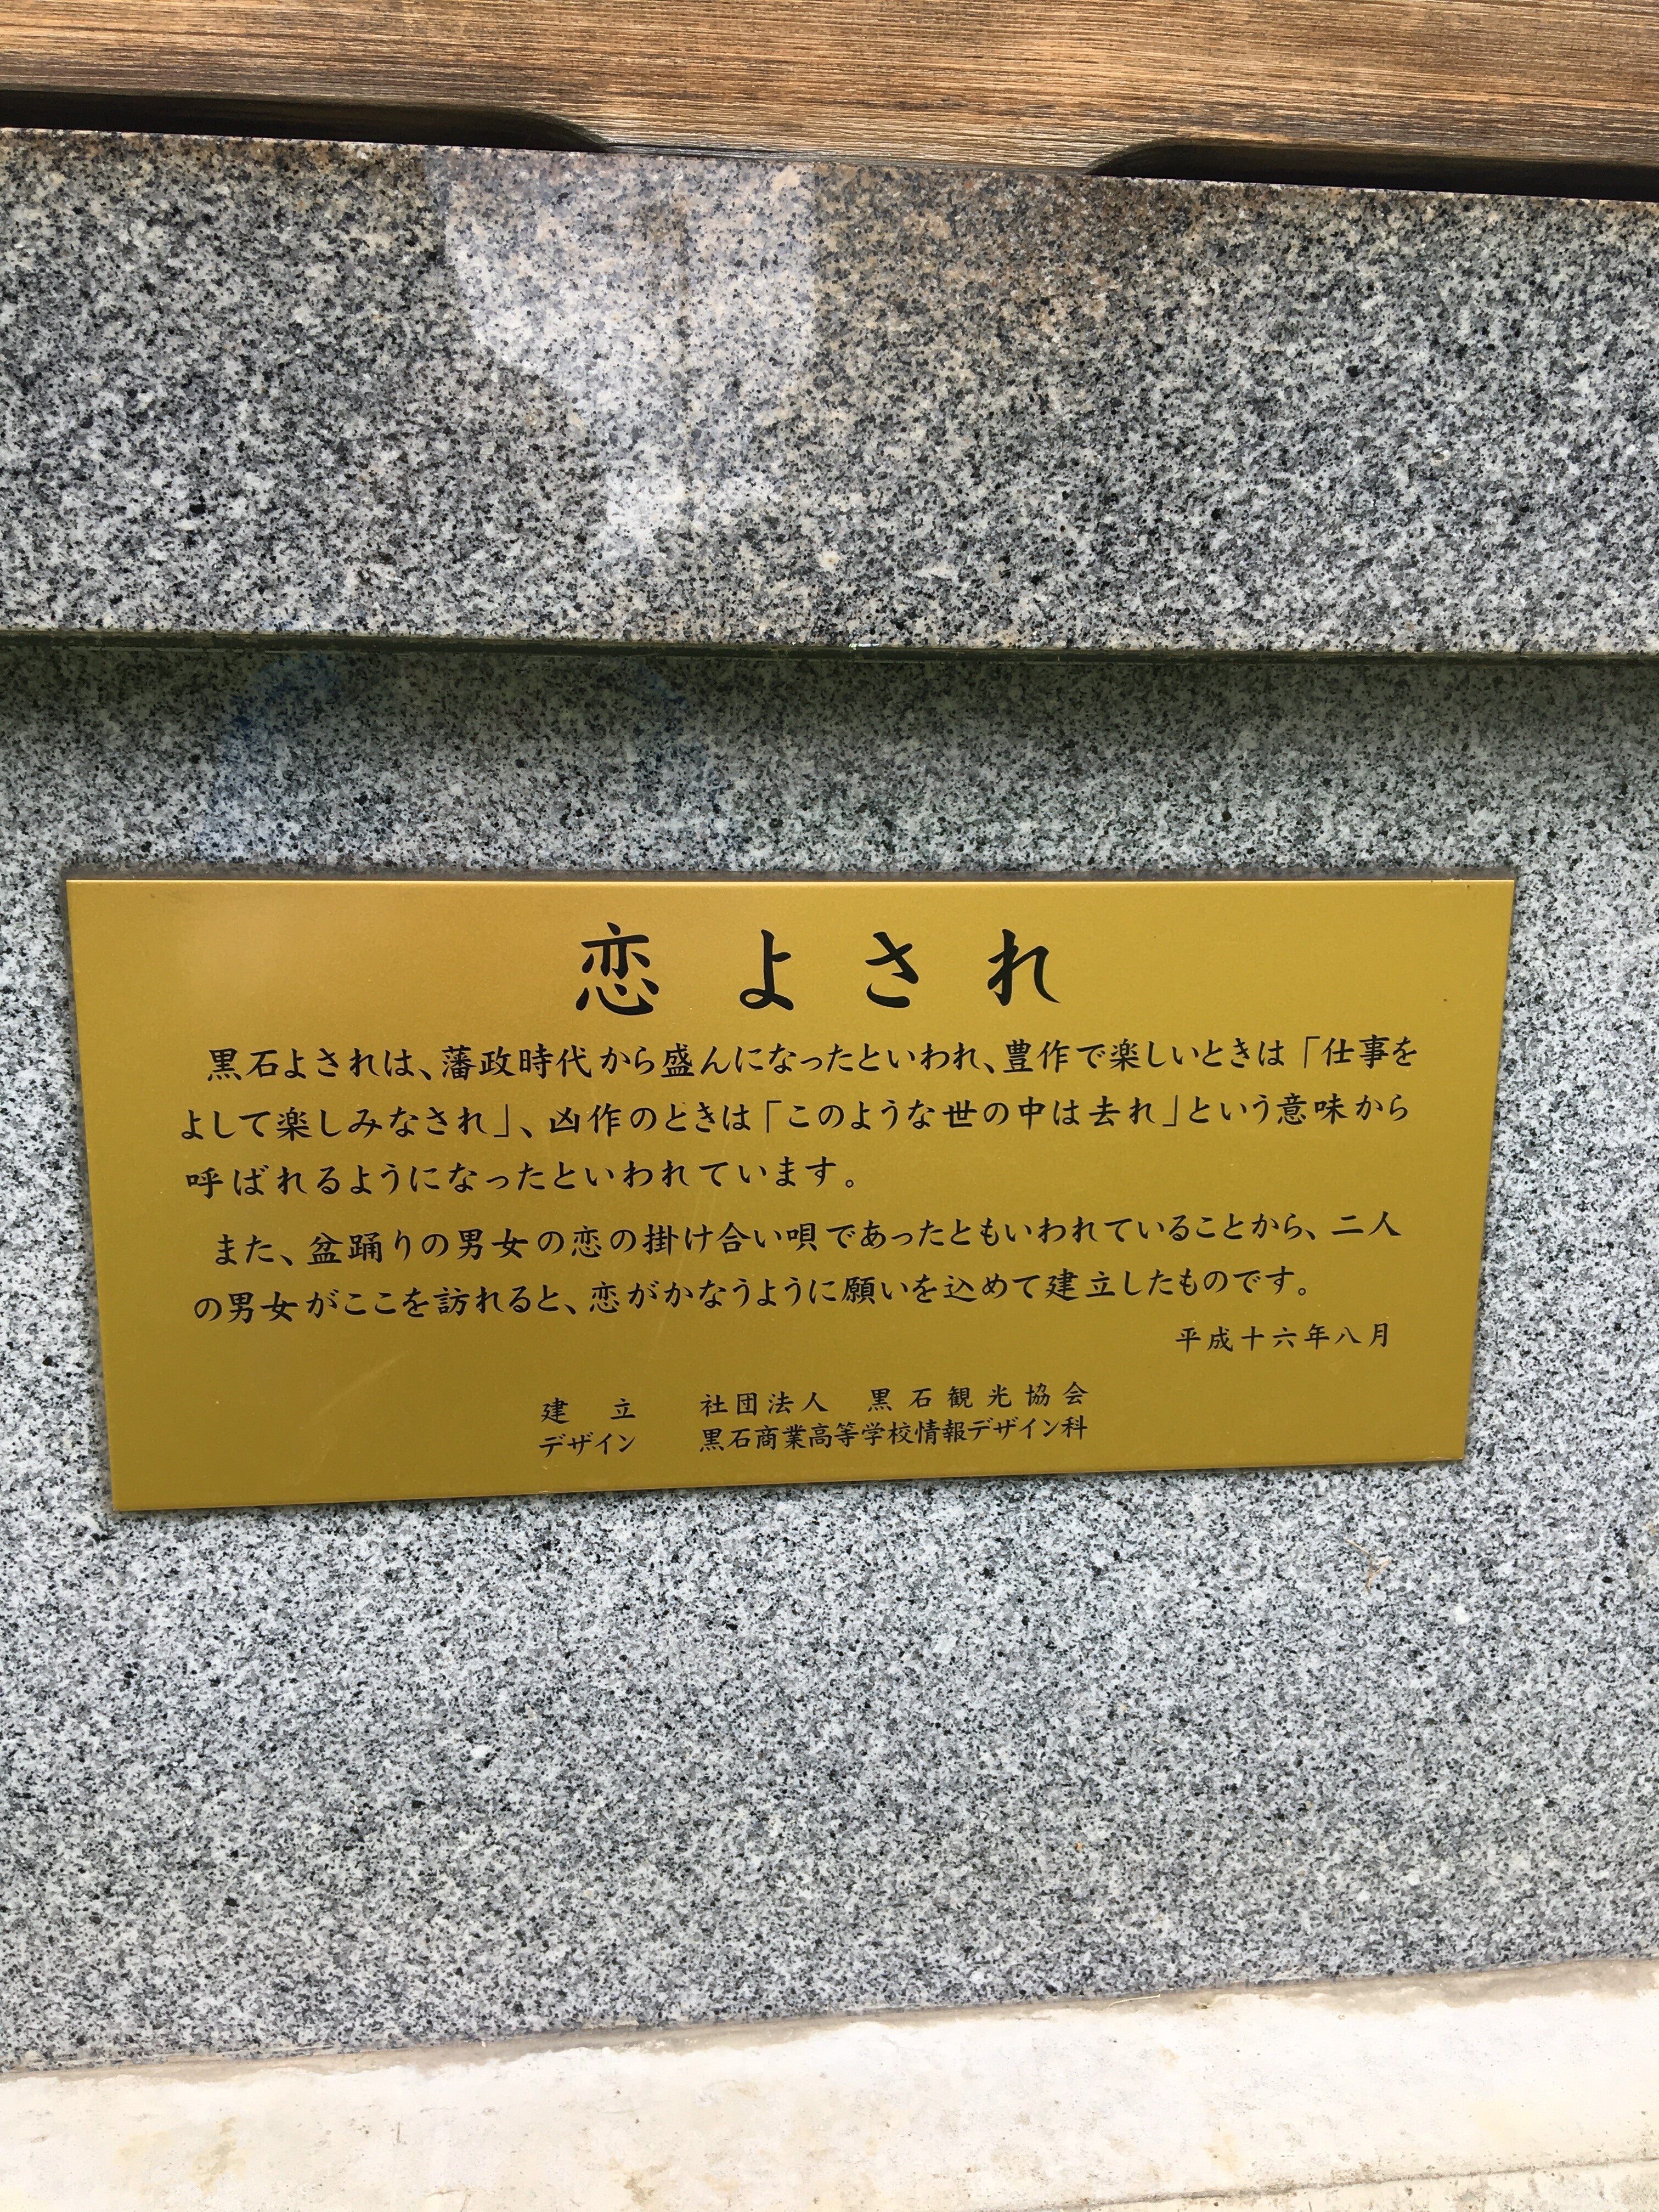 恋よされ
黒石よされは、藩政時代から盛んになったといわれ、豊作で楽しいときは「仕事を
よして楽しみなされ」、凶作のときは「このような世の中は去れ」という意味から
呼ばれるようになったといわれています。
また、盆踊りの男女の恋の掛け合い唄であったともいわれていることから、二人
の男女がここを訪れると、恋がかなうように願いを込めて建立したものです。
平成十六年八月
建立 社団法人 黒石観光協会
デザイン 黒石商業高等学校情報デザイン科